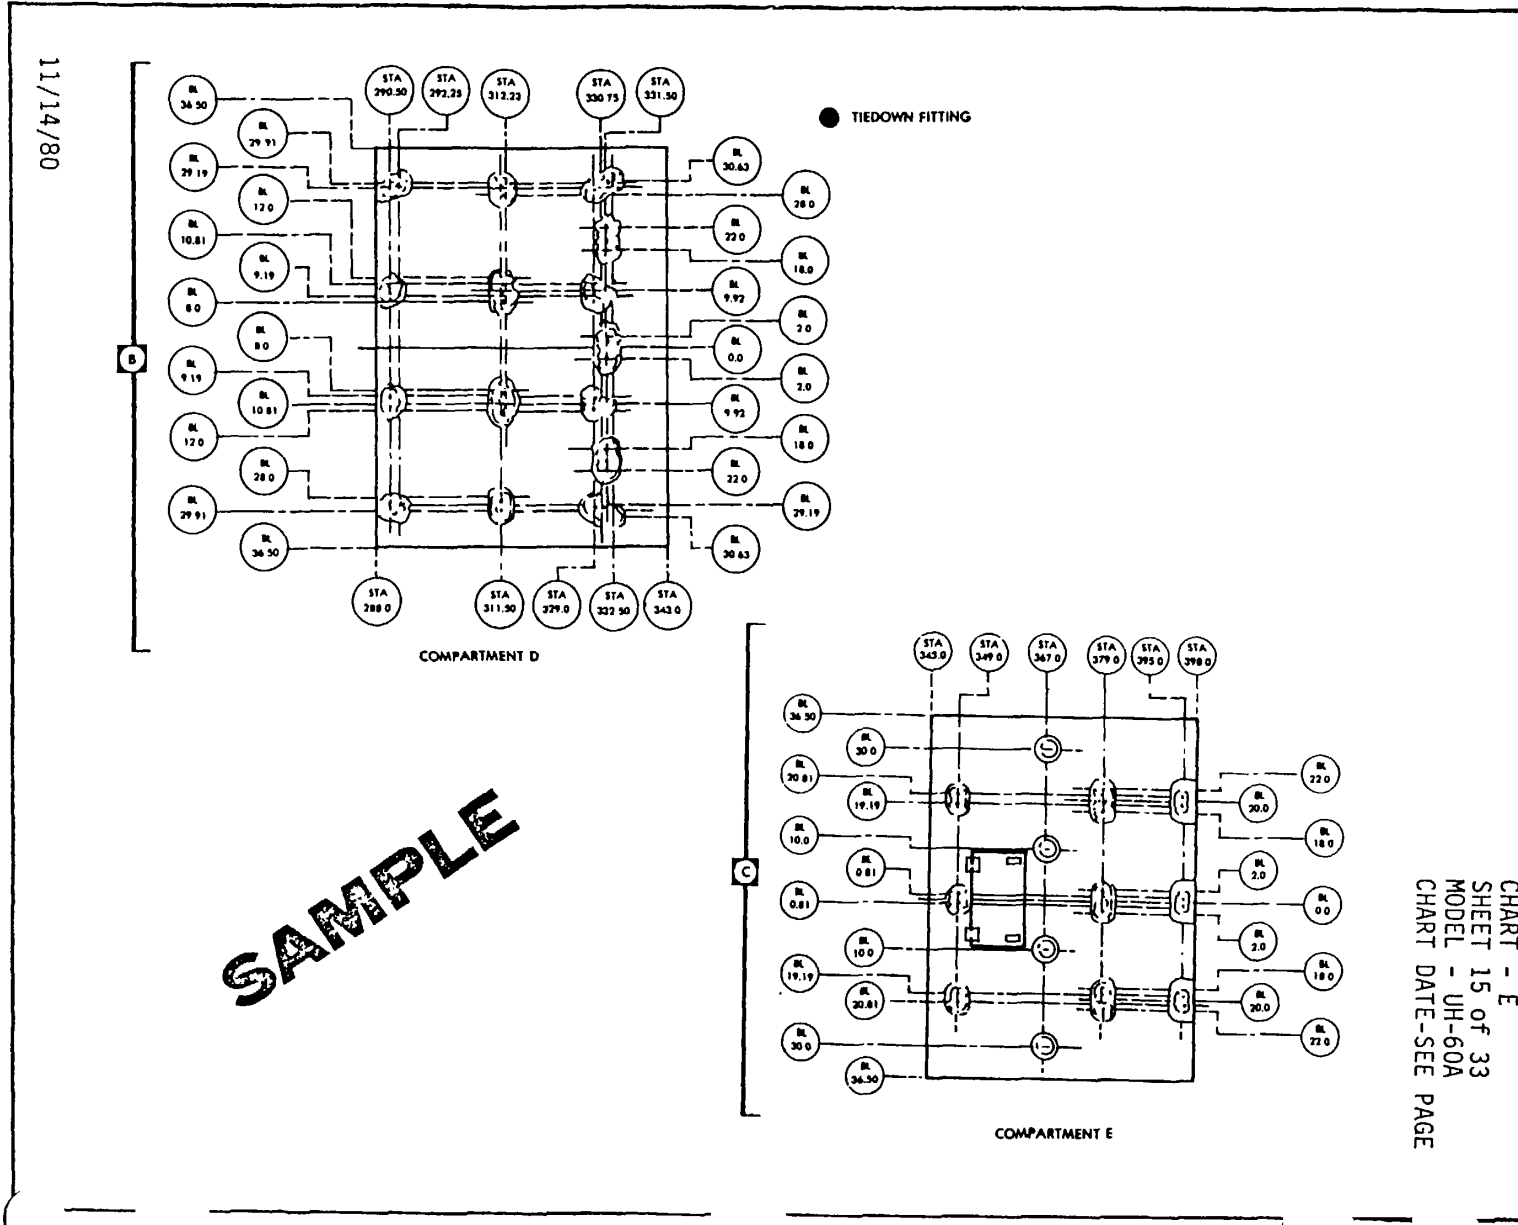 11/14/80
BL 36.50
STA 290.50
STA 292.25
STA 312.23
STA 330.75
STA 331.50
● TIEDOWN FITTING
BL 29.91
BL 29.19
BL 12.0
BL 10.81
BL 9.19
BL 8.0
BL 8.0
BL 9.19
BL 10.81
BL 12.0
BL 28.0
BL 29.91
BL 36.50
BL 30.63
BL 28.0
BL 22.0
BL 18.0
BL 9.92
BL 2.0
BL 0.0
BL 2.0
BL 9.92
BL 18.0
BL 22.0
BL 29.19
BL 30.63
B
STA 288.0
STA 311.50
STA 329.0
STA 332.50
STA 343.0
COMPARTMENT D
STA 343.0
STA 349.0
STA 367.0
STA 379.0
STA 395.0
STA 398.0
BL 36.50
BL 30.0
BL 20.81
BL 19.19
BL 10.0
BL 0.81
BL 0.81
BL 10.0
BL 19.19
BL 20.81
BL 30.0
BL 36.50
BL 22.0
BL 20.0
BL 18.0
BL 2.0
BL 0.0
BL 2.0
BL 18.0
BL 20.0
BL 22.0
C
COMPARTMENT E
SAMPLE
CHART - E
SHEET 15 of 33
MODEL - UH-60A
CHART DATE-SEE PAGE